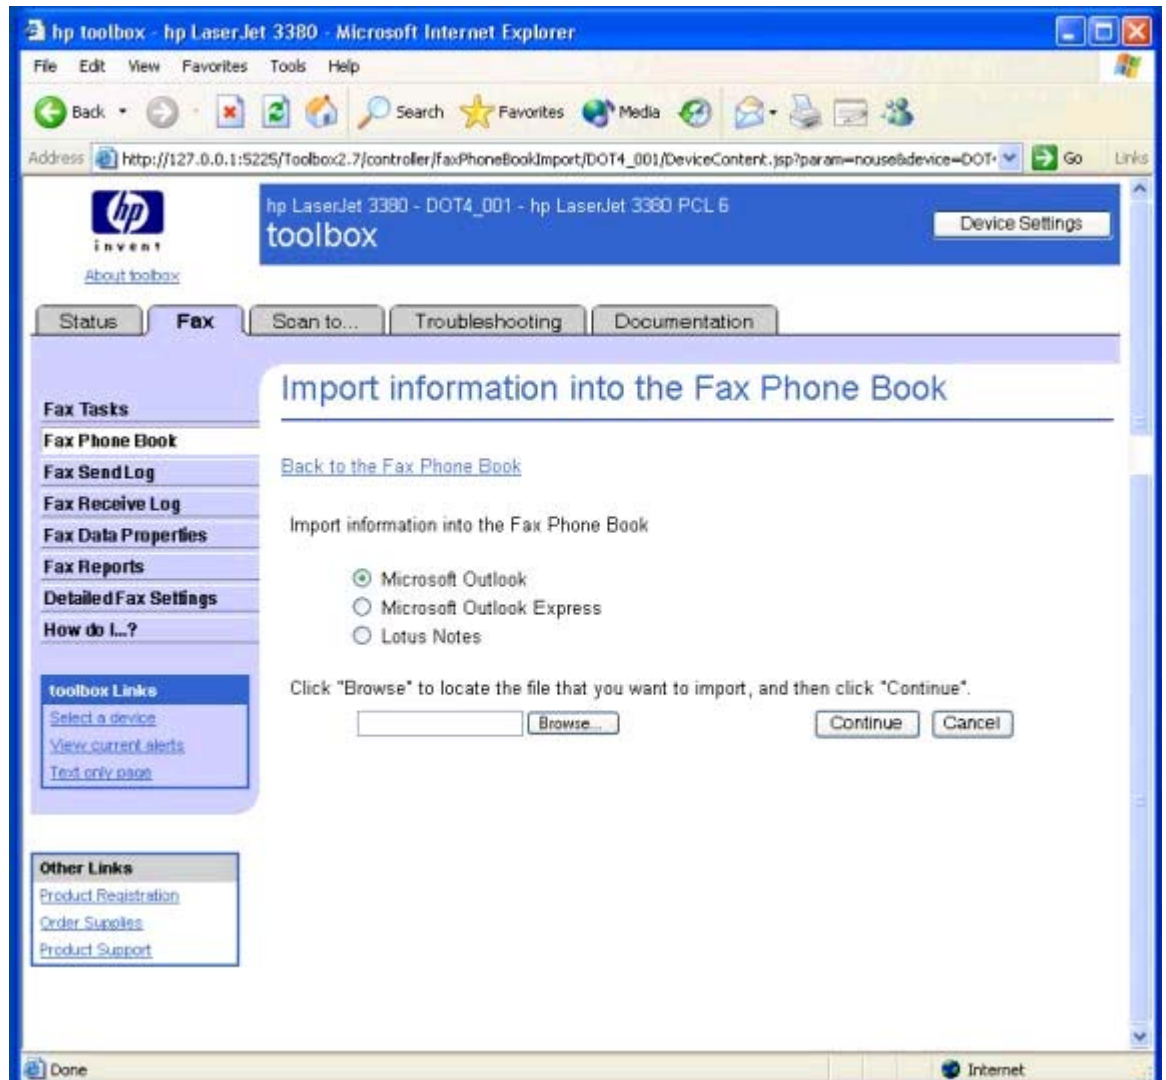 hp toolbox - hp LaserJet 3380 - Microsoft Internet Explorer
File Edit View Favorites Tools Help
Back Search Favorites Media
Address http://127.0.0.1:5225/Toolbox2.7/controller/faxPhoneBookImport/DOT4_001/DeviceContent.jsp?param=nouse&device=DOT4 Go Links
hp
invent
About toolbox
hp LaserJet 3380 - DOT4_001 - hp LaserJet 3380 PCL 6
toolbox
Device Settings
Status Fax Scan to... Troubleshooting Documentation
Fax Tasks
Fax Phone Book
Fax Send Log
Fax Receive Log
Fax Data Properties
Fax Reports
Detailed Fax Settings
How do I...?
toolbox Links
Select a device
View current alerts
Text only page
Other Links
Product Registration
Order Supplies
Product Support
Import information into the Fax Phone Book
Back to the Fax Phone Book
Import information into the Fax Phone Book
Microsoft Outlook
Microsoft Outlook Express
Lotus Notes
Click "Browse" to locate the file that you want to import, and then click "Continue".
Browse... Continue Cancel
Done Internet